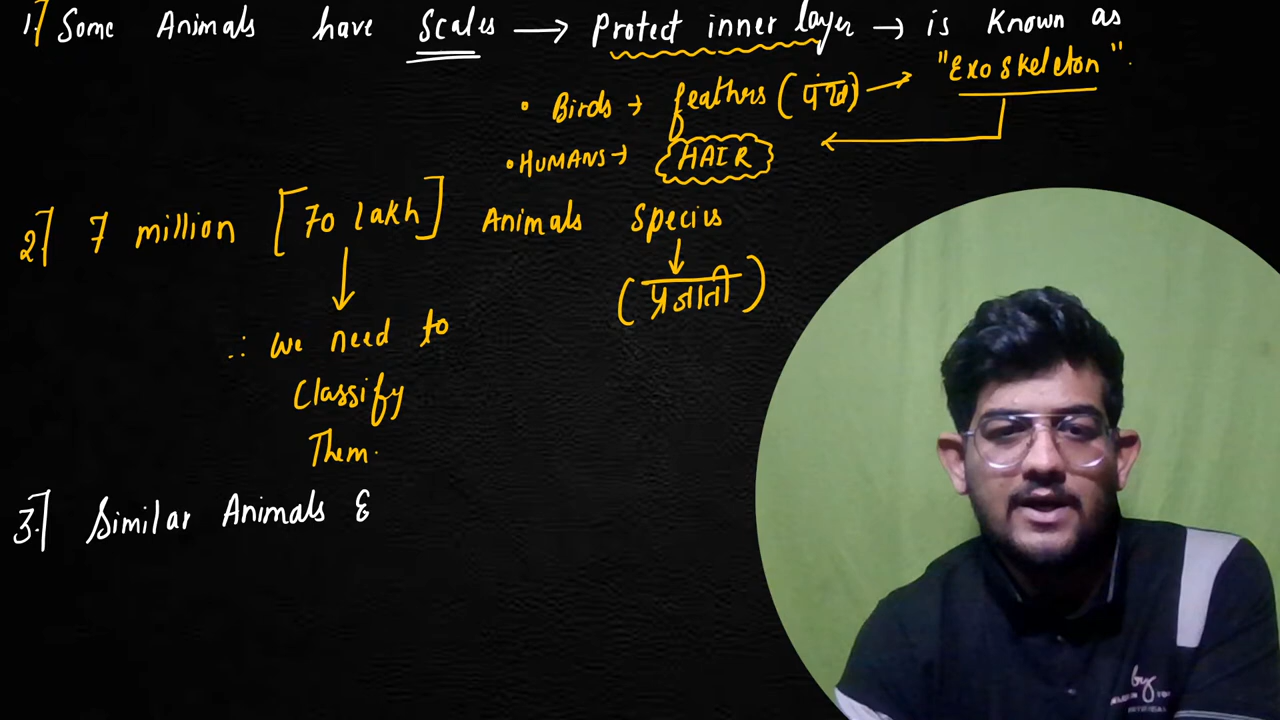 1.] Some Animals have Scales → Protect inner layer → is Known as
"Exoskeleton".
• Birds → feathers (पंख) →
• HUMANS → HAIR
2] 7 million [70 lakh] Animals Species
(प्रजाती)
∴ we need to
Classify
Them.
3.] Similar Animals &
by